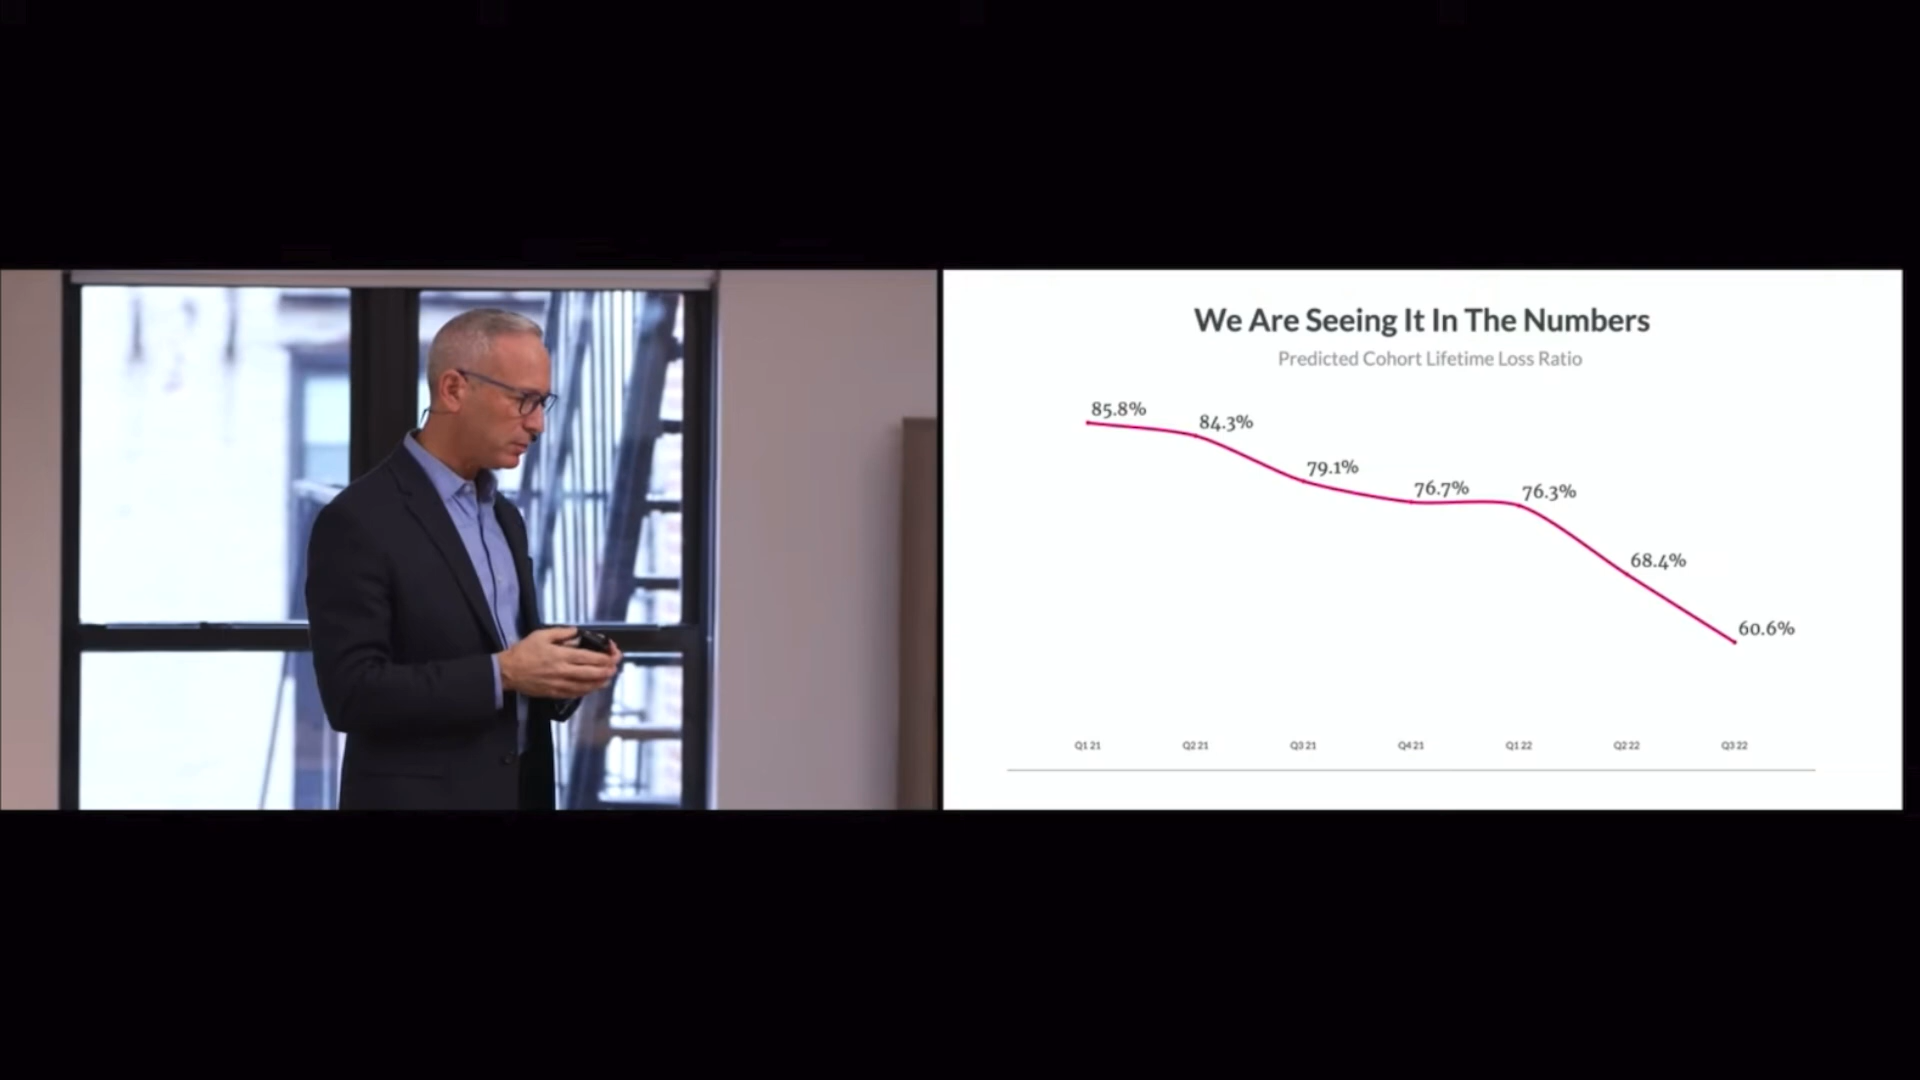 We Are Seeing It In The Numbers
Predicted Cohort Lifetime Loss Ratio
85.8%
84.3%
79.1%
76.7%
76.3%
68.4%
60.6%
Q1 21
Q2 21
Q3 21
Q4 21
Q1 22
Q2 22
Q3 22